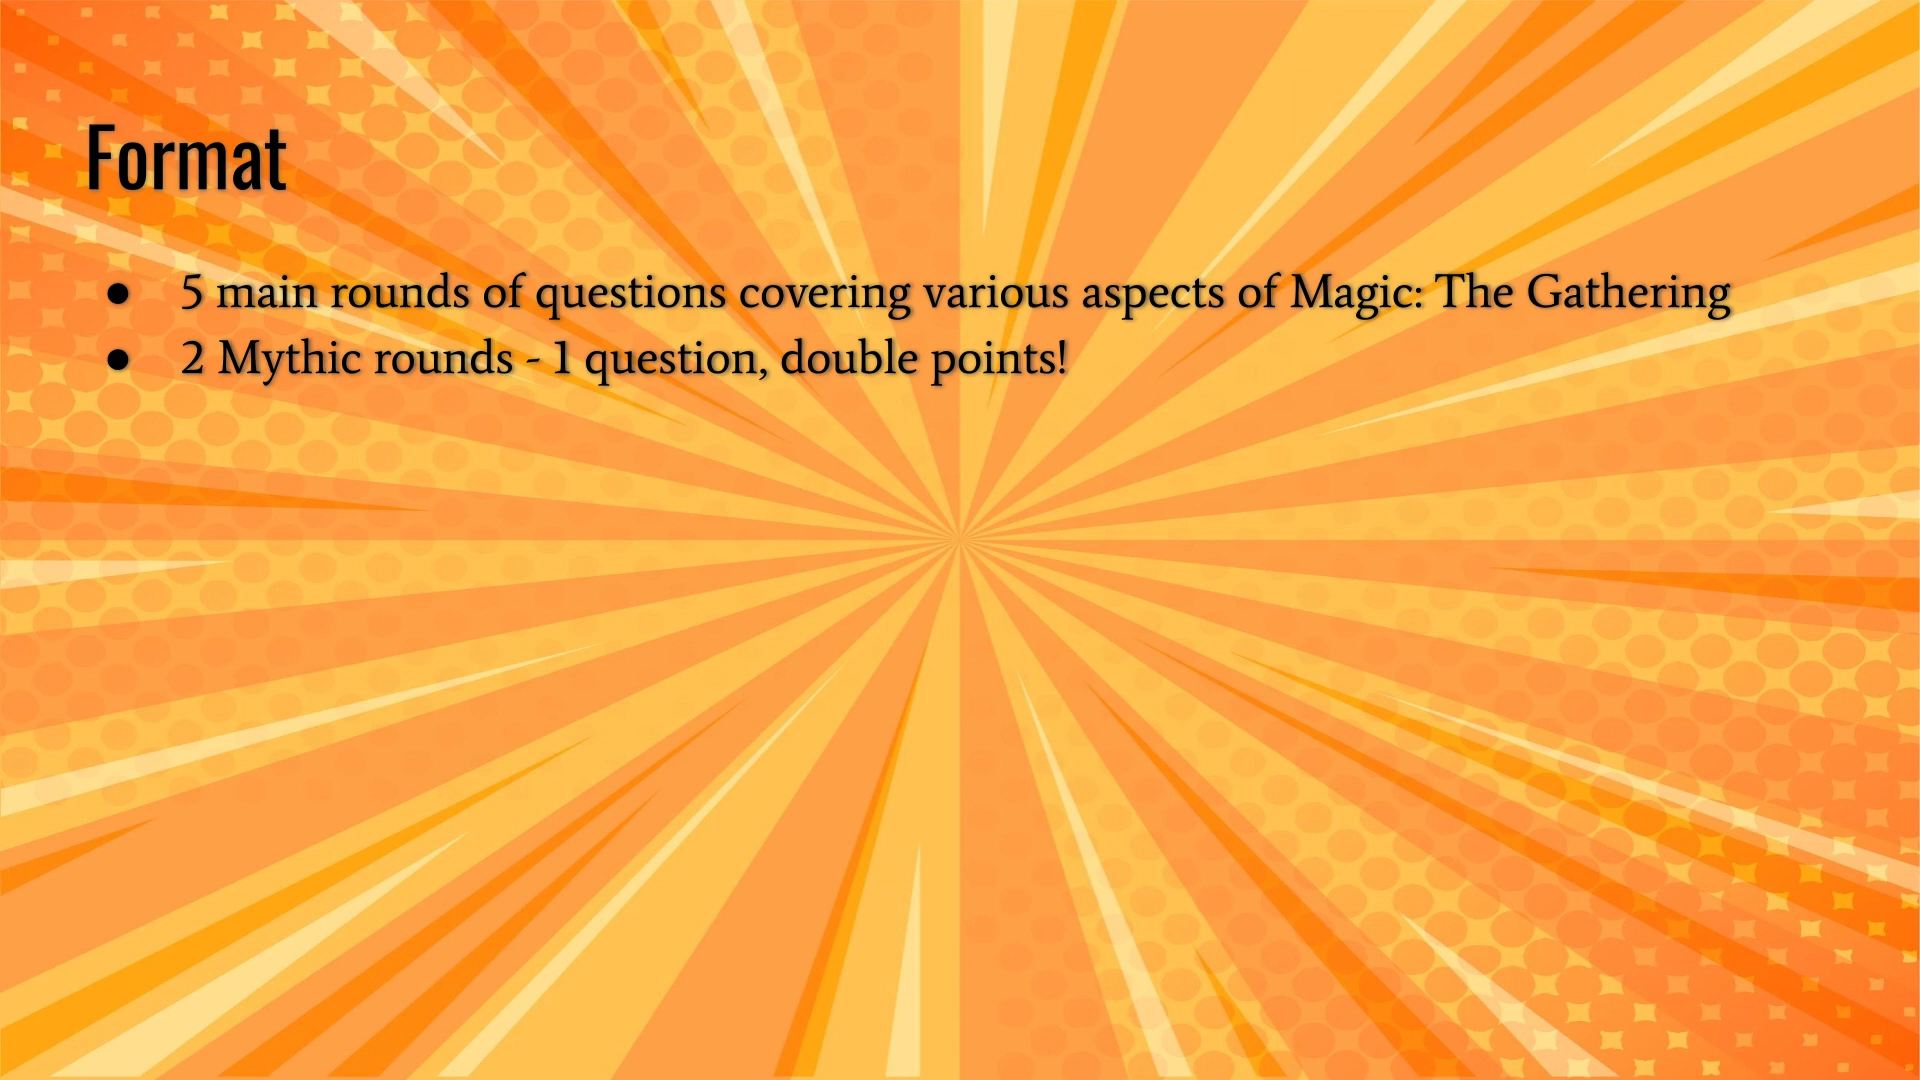 Format
● 5 main rounds of questions covering various aspects of Magic: The Gathering
● 2 Mythic rounds - 1 question, double points!